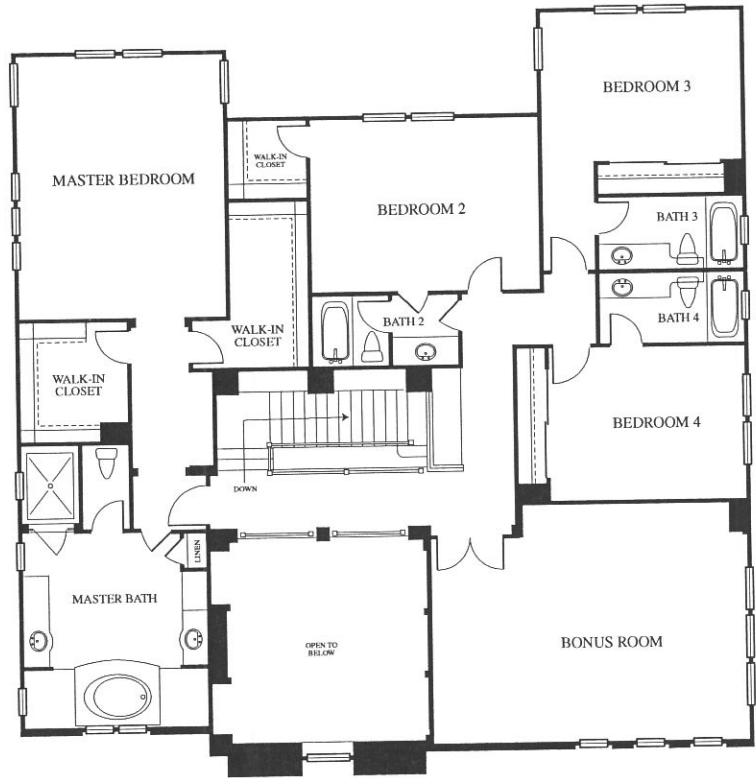 BEDROOM 3
WALK-IN
CLOSET
MASTER BEDROOM
BEDROOM 2
BATH 3
BATH 4
BATH 2
WALK-IN
CLOSET
WALK-IN
CLOSET
BEDROOM 4
DOWN
LINEN
MASTER BATH
OPEN TO
BELOW
BONUS ROOM